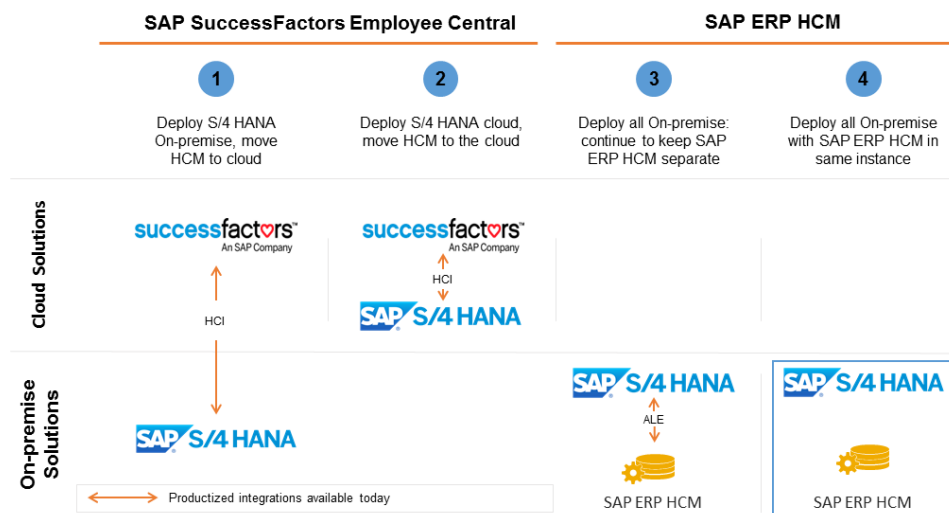 SAP SuccessFactors Employee Central
SAP ERP HCM
1
2
3
4
Deploy S/4 HANA
On-premise, move
HCM to cloud
Deploy S/4 HANA cloud,
move HCM to the cloud
Deploy all On-premise:
continue to keep SAP
ERP HCM separate
Deploy all On-premise
with SAP ERP HCM in
same instance
Cloud Solutions
successfactors™
An SAP Company
HCI
successfactors™
An SAP Company
HCI
SAP® S/4 HANA
On-premise
Solutions
SAP® S/4 HANA
SAP® S/4 HANA
ALE
SAP ERP HCM
SAP® S/4 HANA
SAP ERP HCM
Productized integrations available today